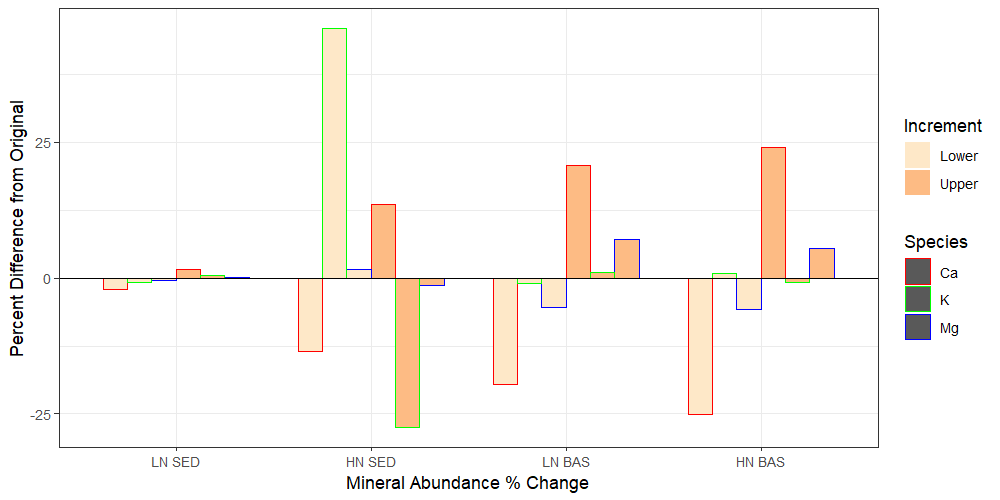 Percent Difference from Original
25
0
-25
LN SED
HN SED
LN BAS
HN BAS
Mineral Abundance % Change
Increment
Lower
Upper
Species
Ca
K
Mg